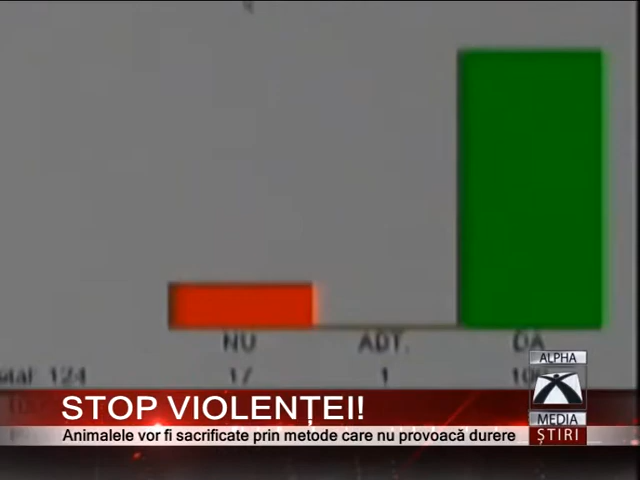 NU ADT. DA
124 17 1
STOP VIOLENȚEI!
Animalele vor fi sacrificate prin metode care nu provoacă durere
ALPHA
MEDIA
ȘTIRI